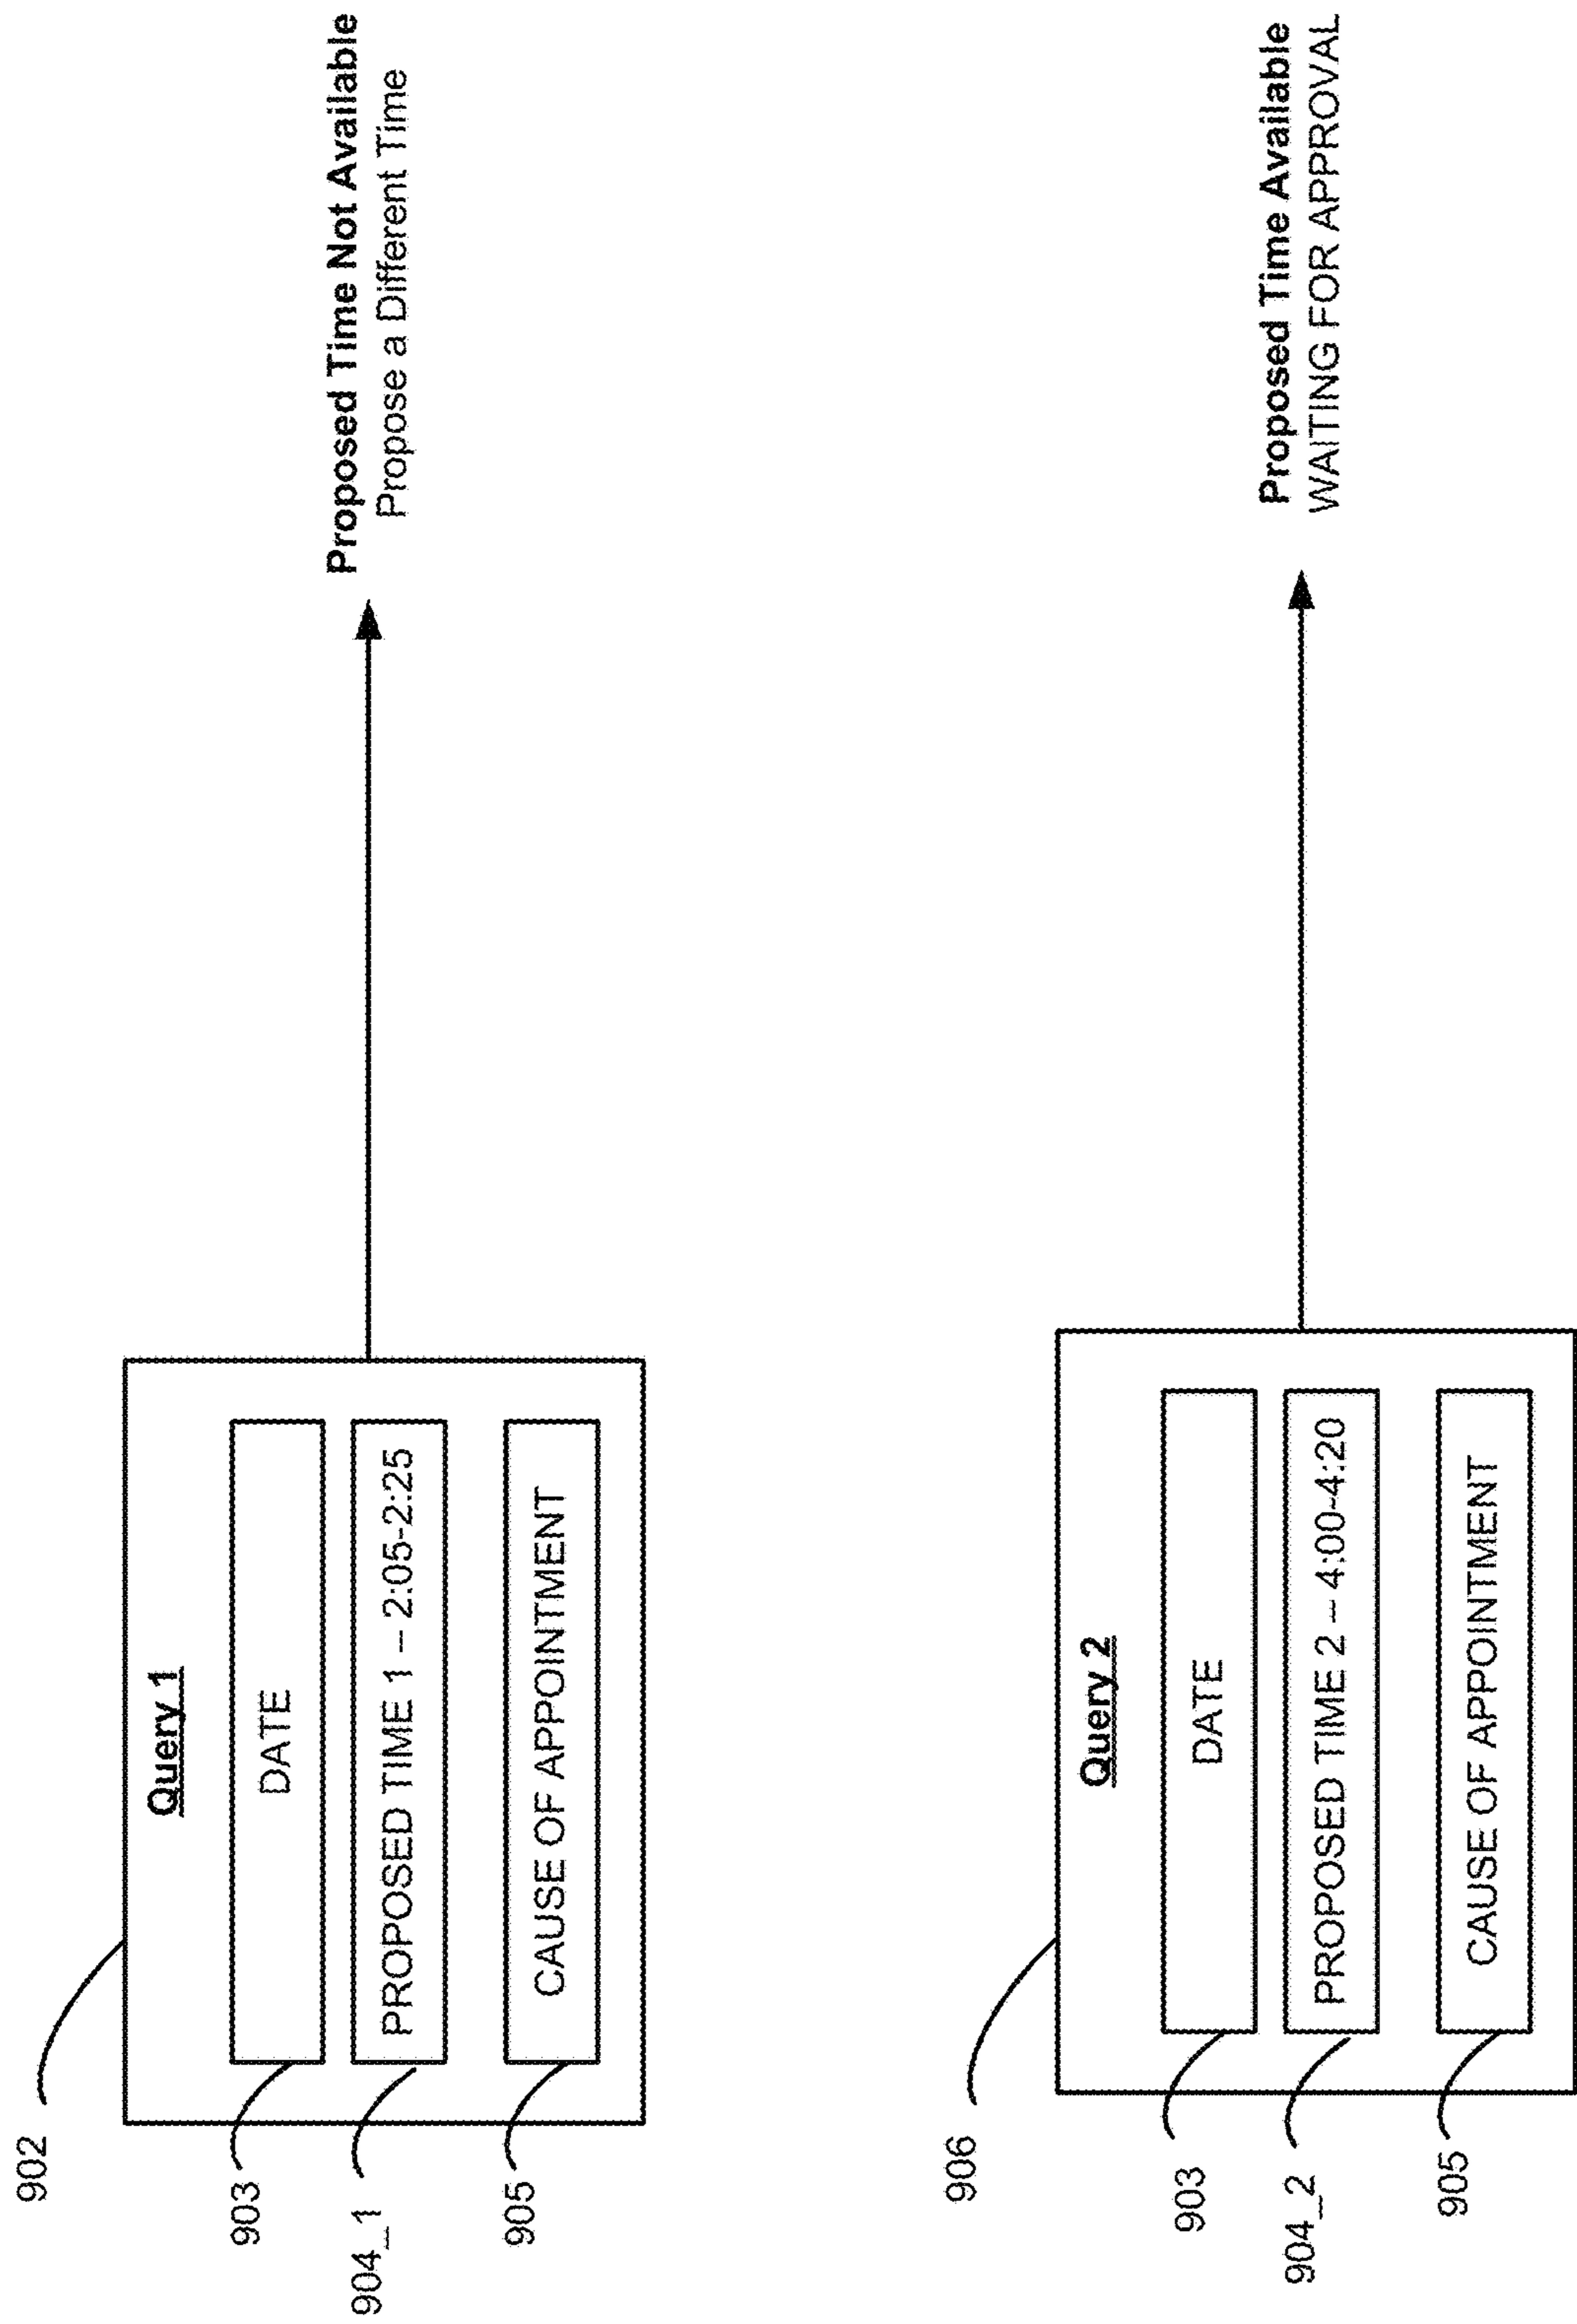 902
Query 1
903
DATE
904_1
PROPOSED TIME 1 – 2:05-2:25
905
CAUSE OF APPOINTMENT
Proposed Time Not Available
Propose a Different Time
906
Query 2
903
DATE
904_2
PROPOSED TIME 2 – 4:00-4:20
905
CAUSE OF APPOINTMENT
Proposed Time Available
WAITING FOR APPROVAL